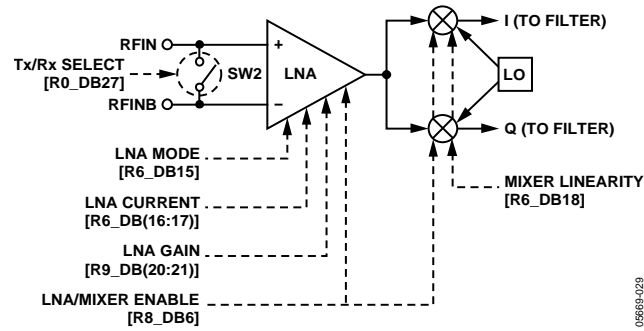 RFIN
I (TO FILTER)
Tx/Rx SELECT
[R0_DB27]
SW2
+
LNA
LO
RFINB
−
Q (TO FILTER)
LNA MODE
[R6_DB15]
MIXER LINEARITY
[R6_DB18]
LNA CURRENT
[R6_DB(16:17)]
LNA GAIN
[R9_DB(20:21)]
LNA/MIXER ENABLE
[R8_DB6]
05669-029